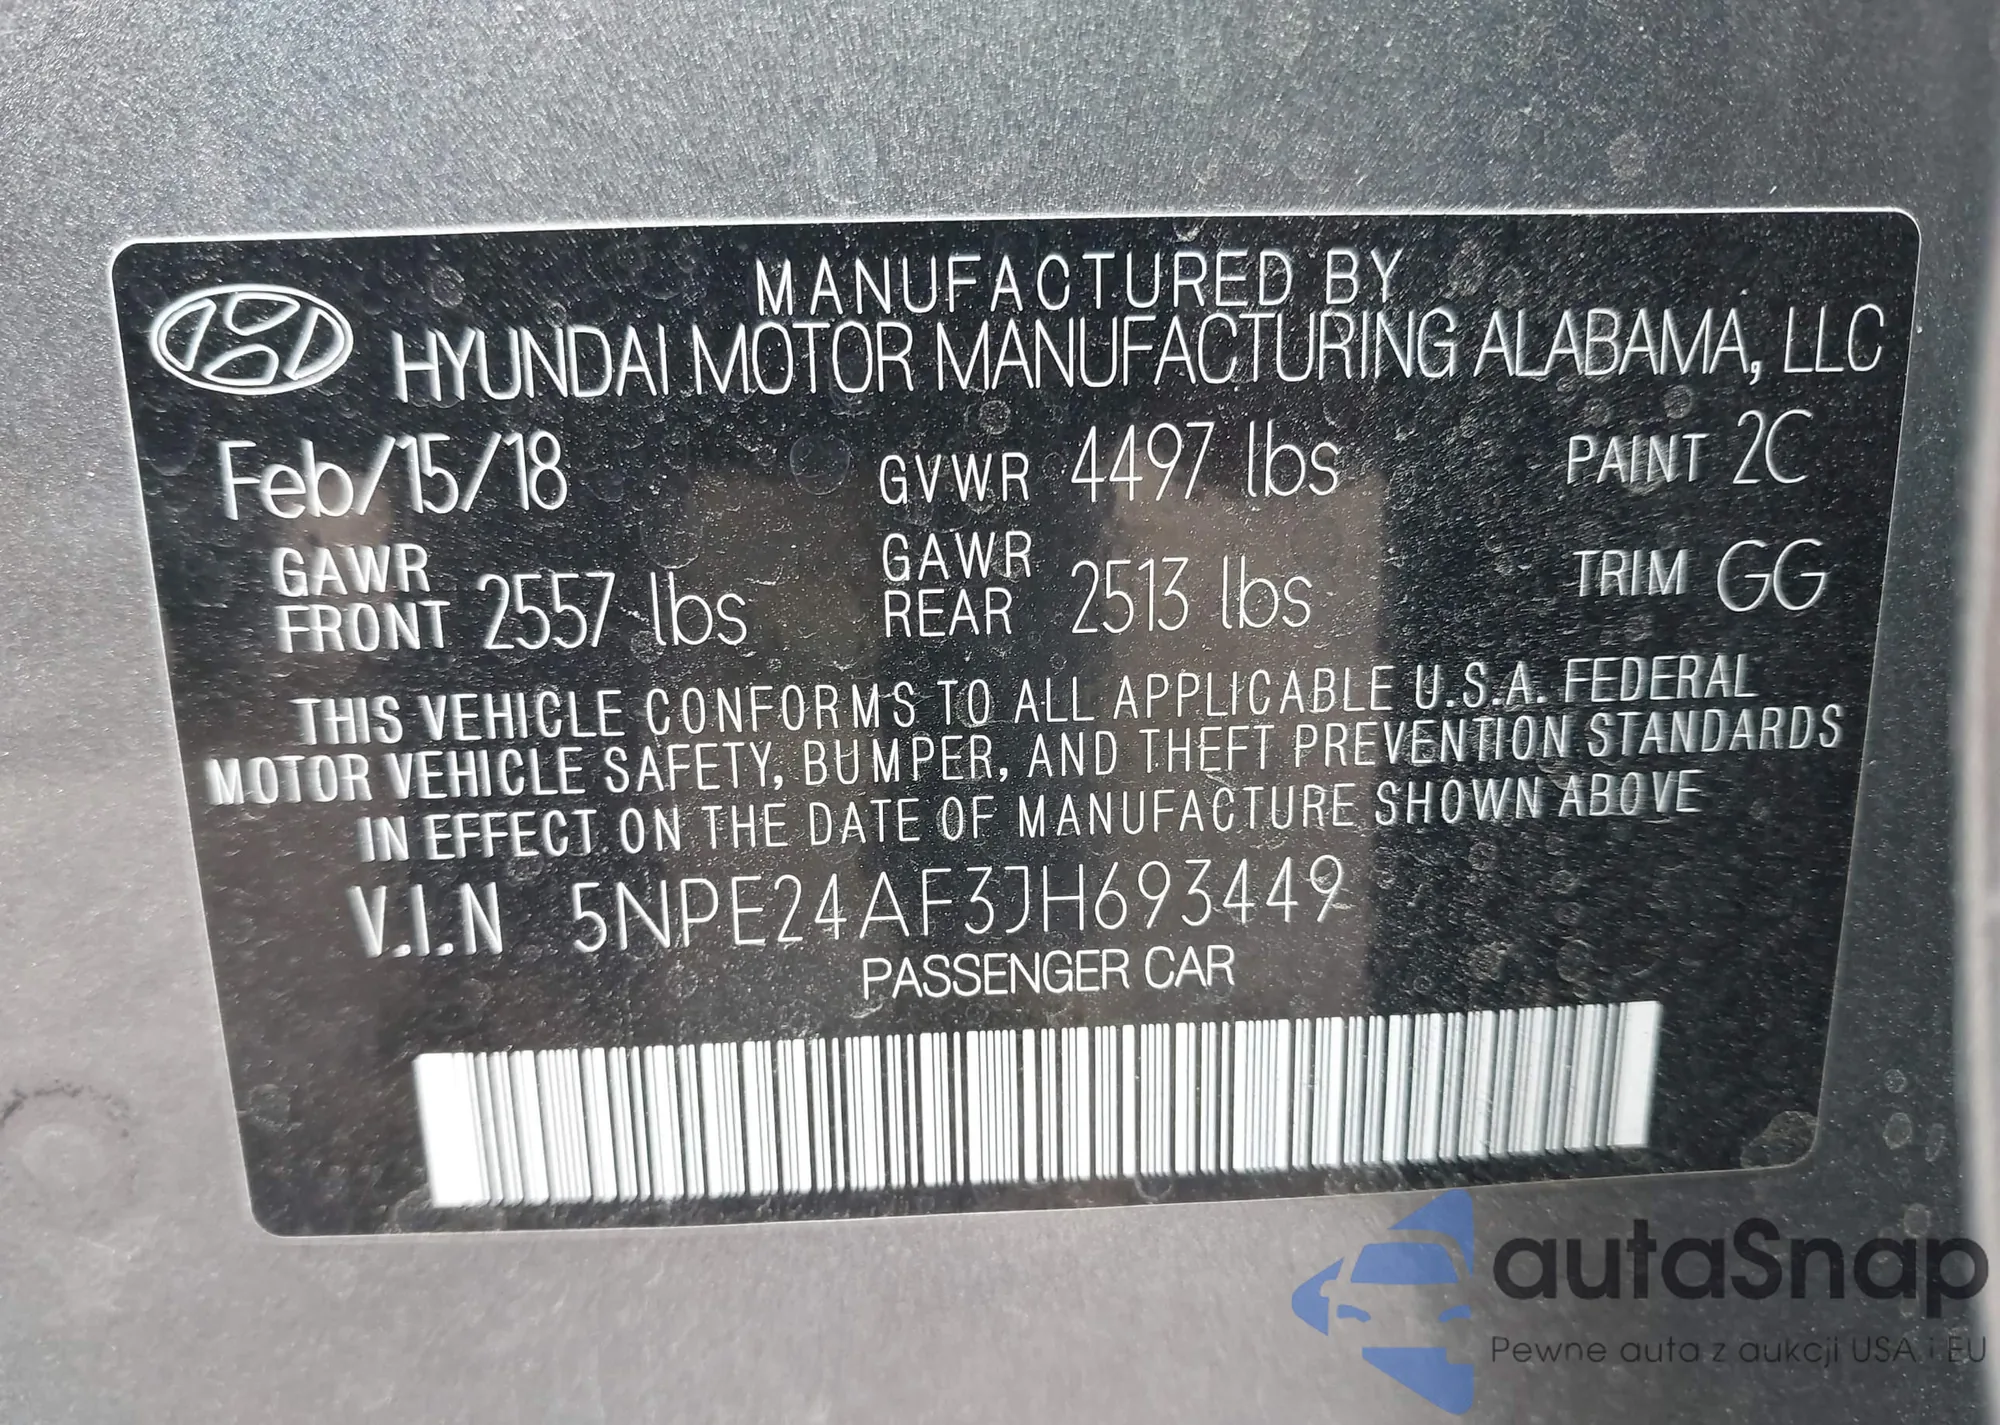 MANUFACTURED BY
HYUNDAI MOTOR MANUFACTURING ALABAMA, LLC
Feb/15/18 GVWR 4497 lbs PAINT 2C
GAWR FRONT 2557 lbs GAWR REAR 2513 lbs TRIM GG
THIS VEHICLE CONFORMS TO ALL APPLICABLE U.S.A. FEDERAL
MOTOR VEHICLE SAFETY, BUMPER, AND THEFT PREVENTION STANDARDS
IN EFFECT ON THE DATE OF MANUFACTURE SHOWN ABOVE
V.I.N 5NPE24AF3JH693449
PASSENGER CAR
autaSnap
Pewne auta z aukcji USA i EU